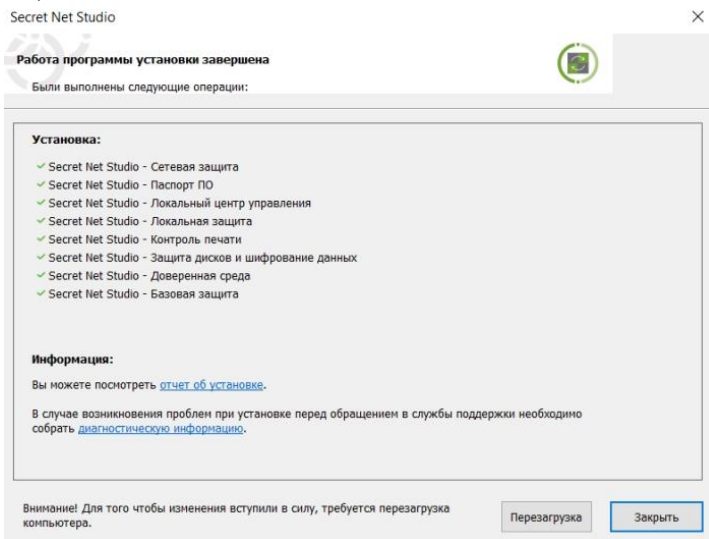 Secret Net Studio
Работа программы установки завершена
Были выполнены следующие операции:
Установка:
Secret Net Studio - Сетевая защита
Secret Net Studio - Паспорт ПО
Secret Net Studio - Локальный центр управления
Secret Net Studio - Локальная защита
Secret Net Studio - Контроль печати
Secret Net Studio - Защита дисков и шифрование данных
Secret Net Studio - Доверенная среда
Secret Net Studio - Базовая защита
Информация:
Вы можете посмотреть отчет об установке.
В случае возникновения проблем при установке перед обращением в службы поддержки необходимо
собрать диагностическую информацию.
Внимание! Для того чтобы изменения вступили в силу, требуется перезагрузка
компьютера.
Перезагрузка
Закрыть